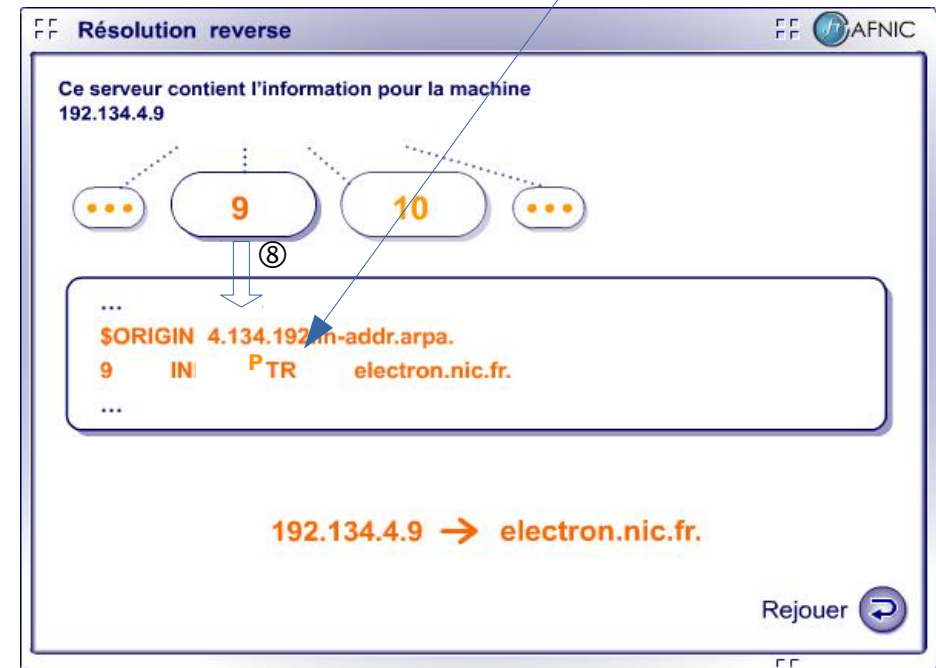 Résolution reverse
AFNIC
Ce serveur contient l'information pour la machine
192.134.4.9
••• 9 10 •••
⑧
...
$ORIGIN 4.134.192.in-addr.arpa.
9 IN PTR electron.nic.fr.
...
192.134.4.9 → electron.nic.fr.
Rejouer